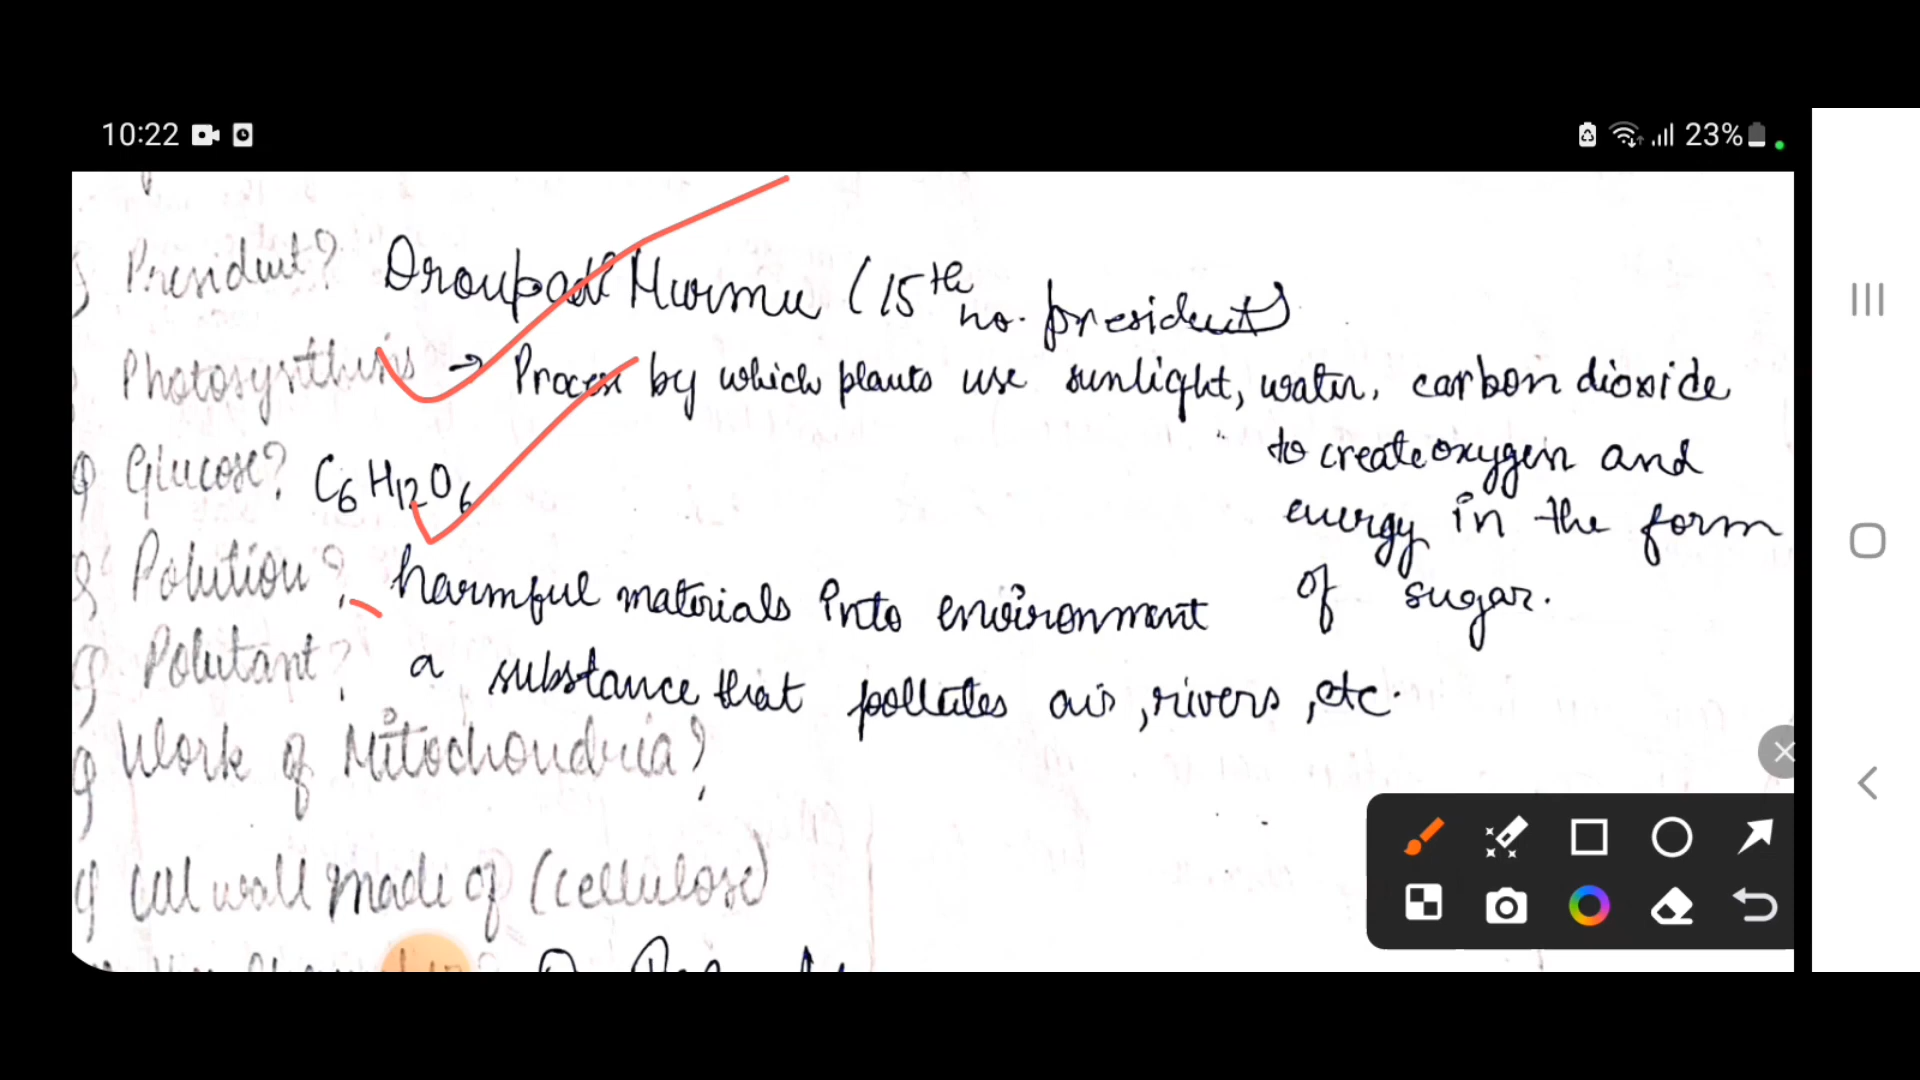 10:22
23%
President? Droupadi Murmu (15th no. president)
Photosynthesis → Process by which plants use sunlight, water, carbon dioxide
to create oxygen and
energy in the form
of sugar.
Q Glucose? C6H12O6
Q Polution? harmful materials into environment
Q Polutant? a substance that pollutes air, rivers, etc.
Q Work of Mitochondria?
Q Cell wall made of (cellulose)